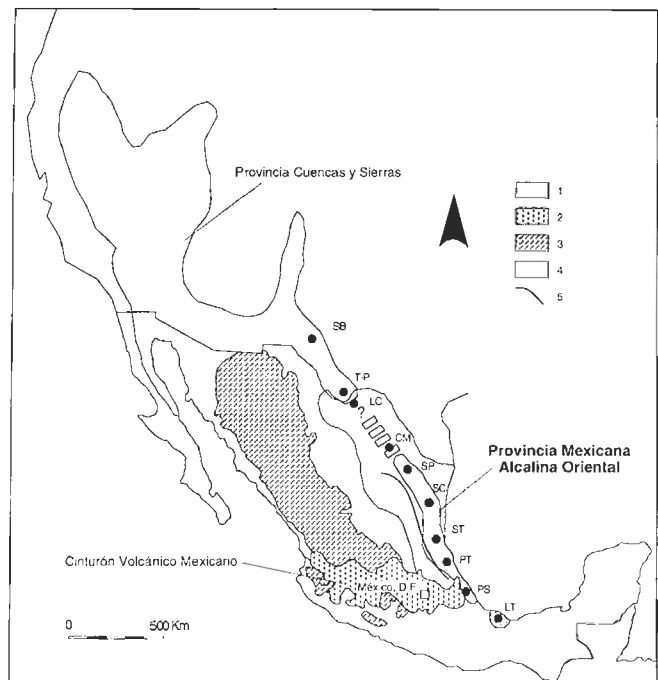 Provincia Cuencas y Sierras
1
2
3
4
5
SB
T-P
LC
?
CM
SP
Provincia Mexicana
Alcalina Oriental
SC
ST
PT
Cinturón Volcánico Mexicano
México, D F
PS
LT
0 500 Km